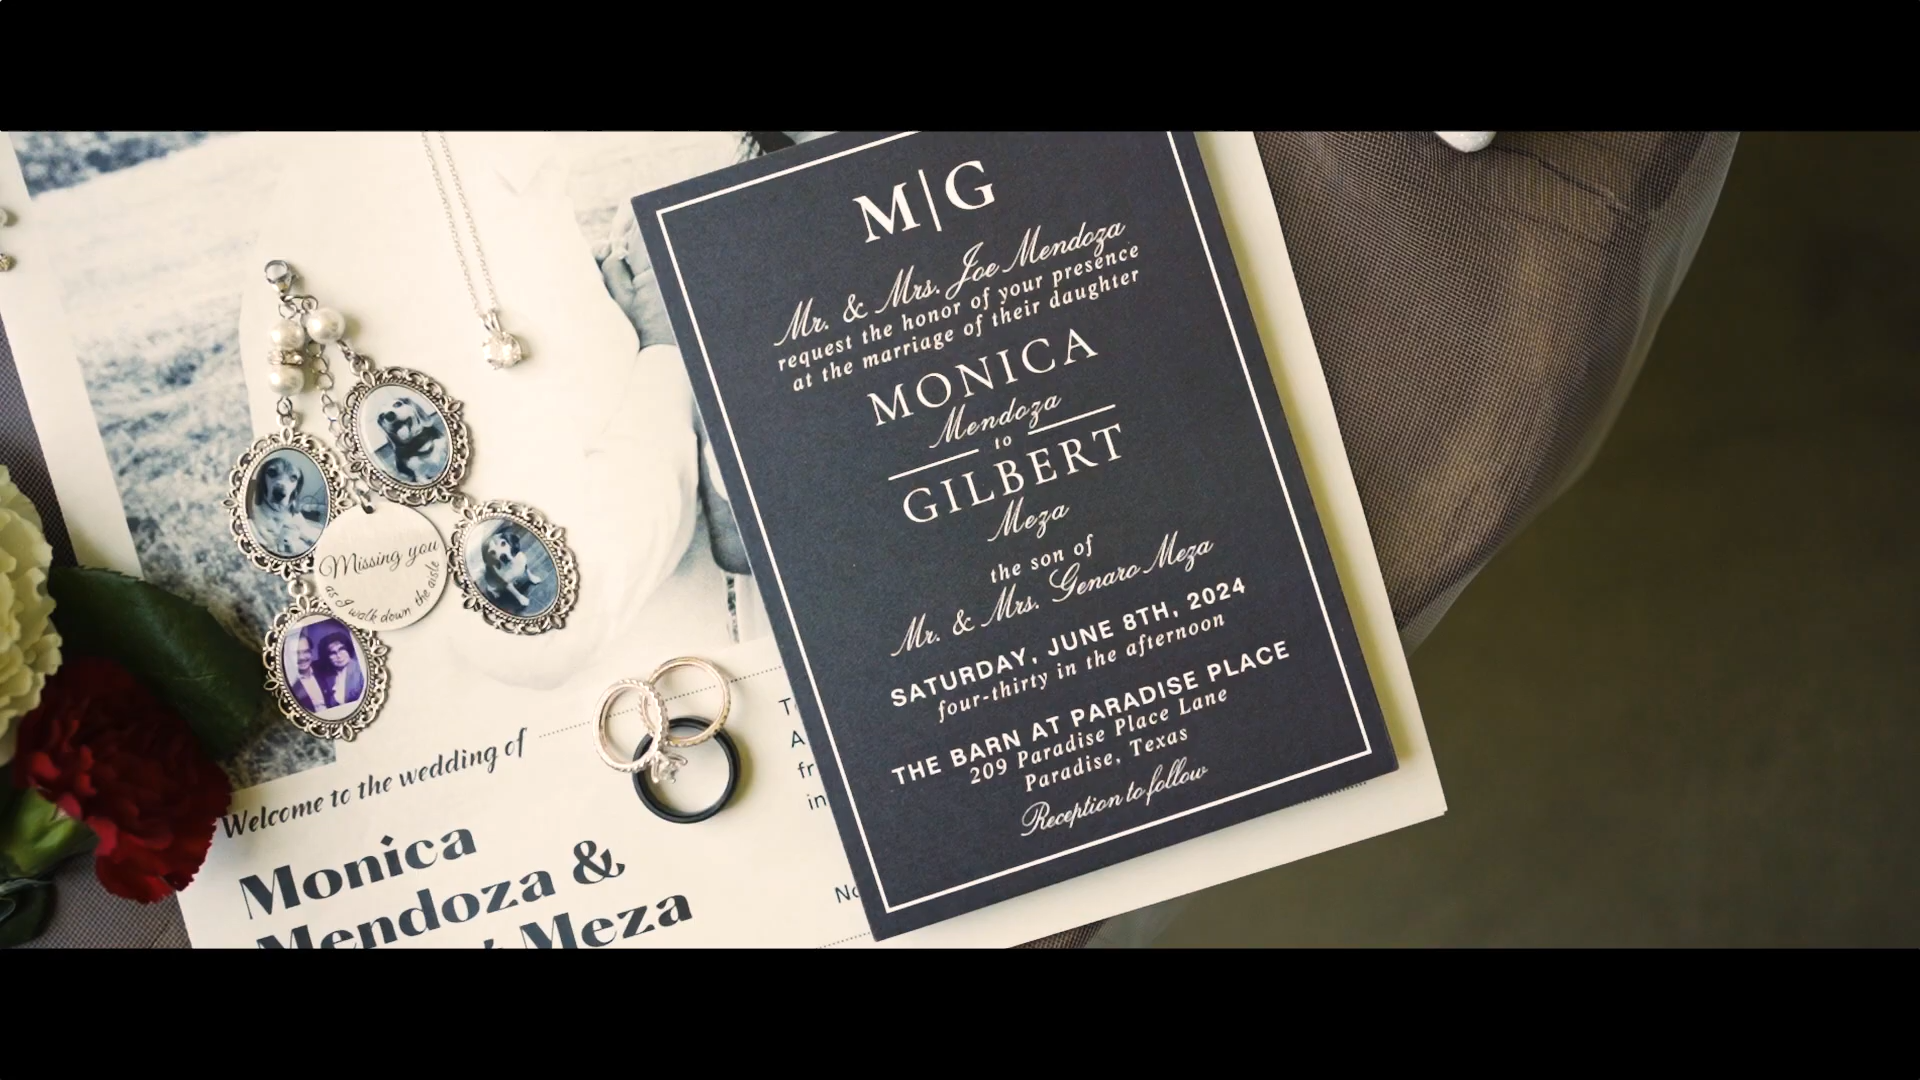 M|G
Mr. & Mrs. Joe Mendoza
request the honor of your presence
at the marriage of their daughter
MONICA
Mendoza
to
GILBERT
Meza
the son of
Mr. & Mrs. Genaro Meza
SATURDAY, JUNE 8TH, 2024
four-thirty in the afternoon
THE BARN AT PARADISE PLACE
209 Paradise Place Lane
Paradise, Texas
Reception to follow
Missing you
as I walk down the aisle
Welcome to the wedding of
Monica
Mendoza &
Meza